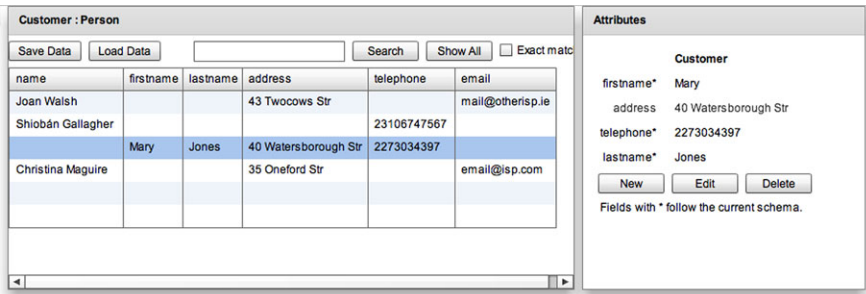 Customer : Person
Save Data Load Data Search Show All Exact matc
name firstname lastname address telephone email
Joan Walsh 43 Twocows Str mail@otherisp.ie
Shiobán Gallagher 23106747567
Mary Jones 40 Watersborough Str 2273034397
Christina Maguire 35 Oneford Str email@isp.com
Attributes
Customer
firstname* Mary
address 40 Watersborough Str
telephone* 2273034397
lastname* Jones
New Edit Delete
Fields with * follow the current schema.